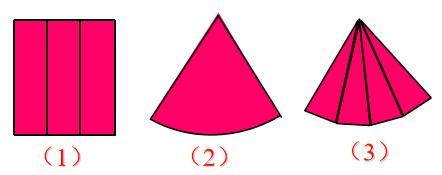 （1）
（2）
（3）